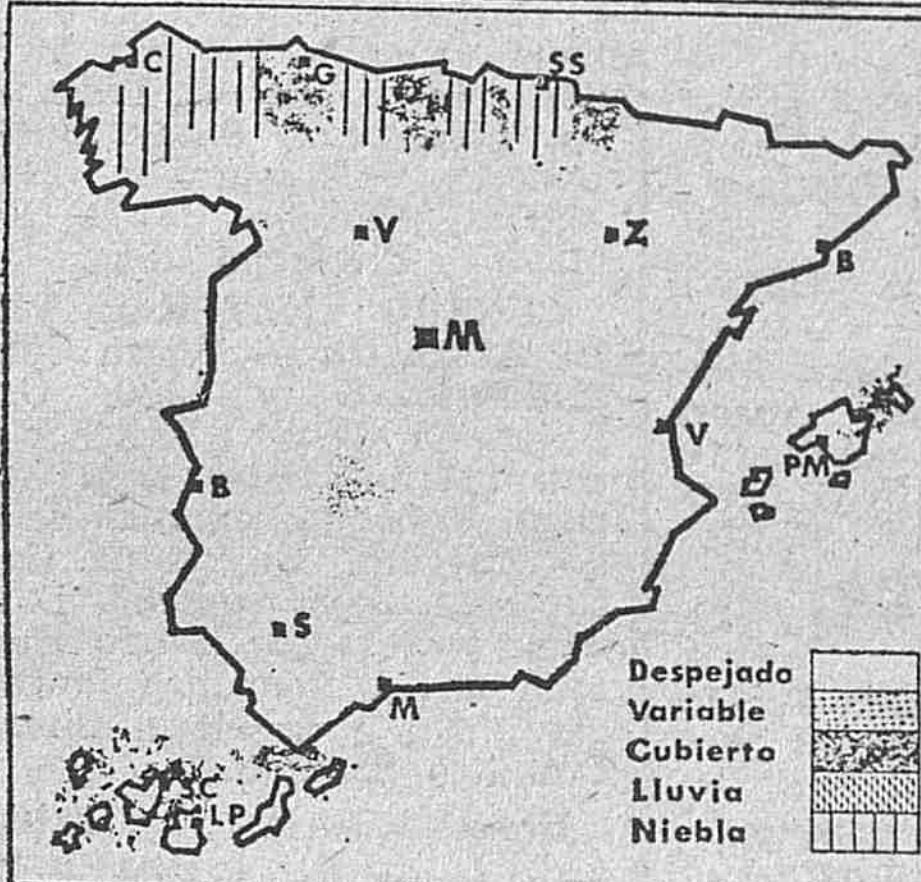 C
G
SS
V
Z
B
M
V
PM
B
S
M
SC
LP
Despejado
Variable
Cubierto
Lluvia
Niebla